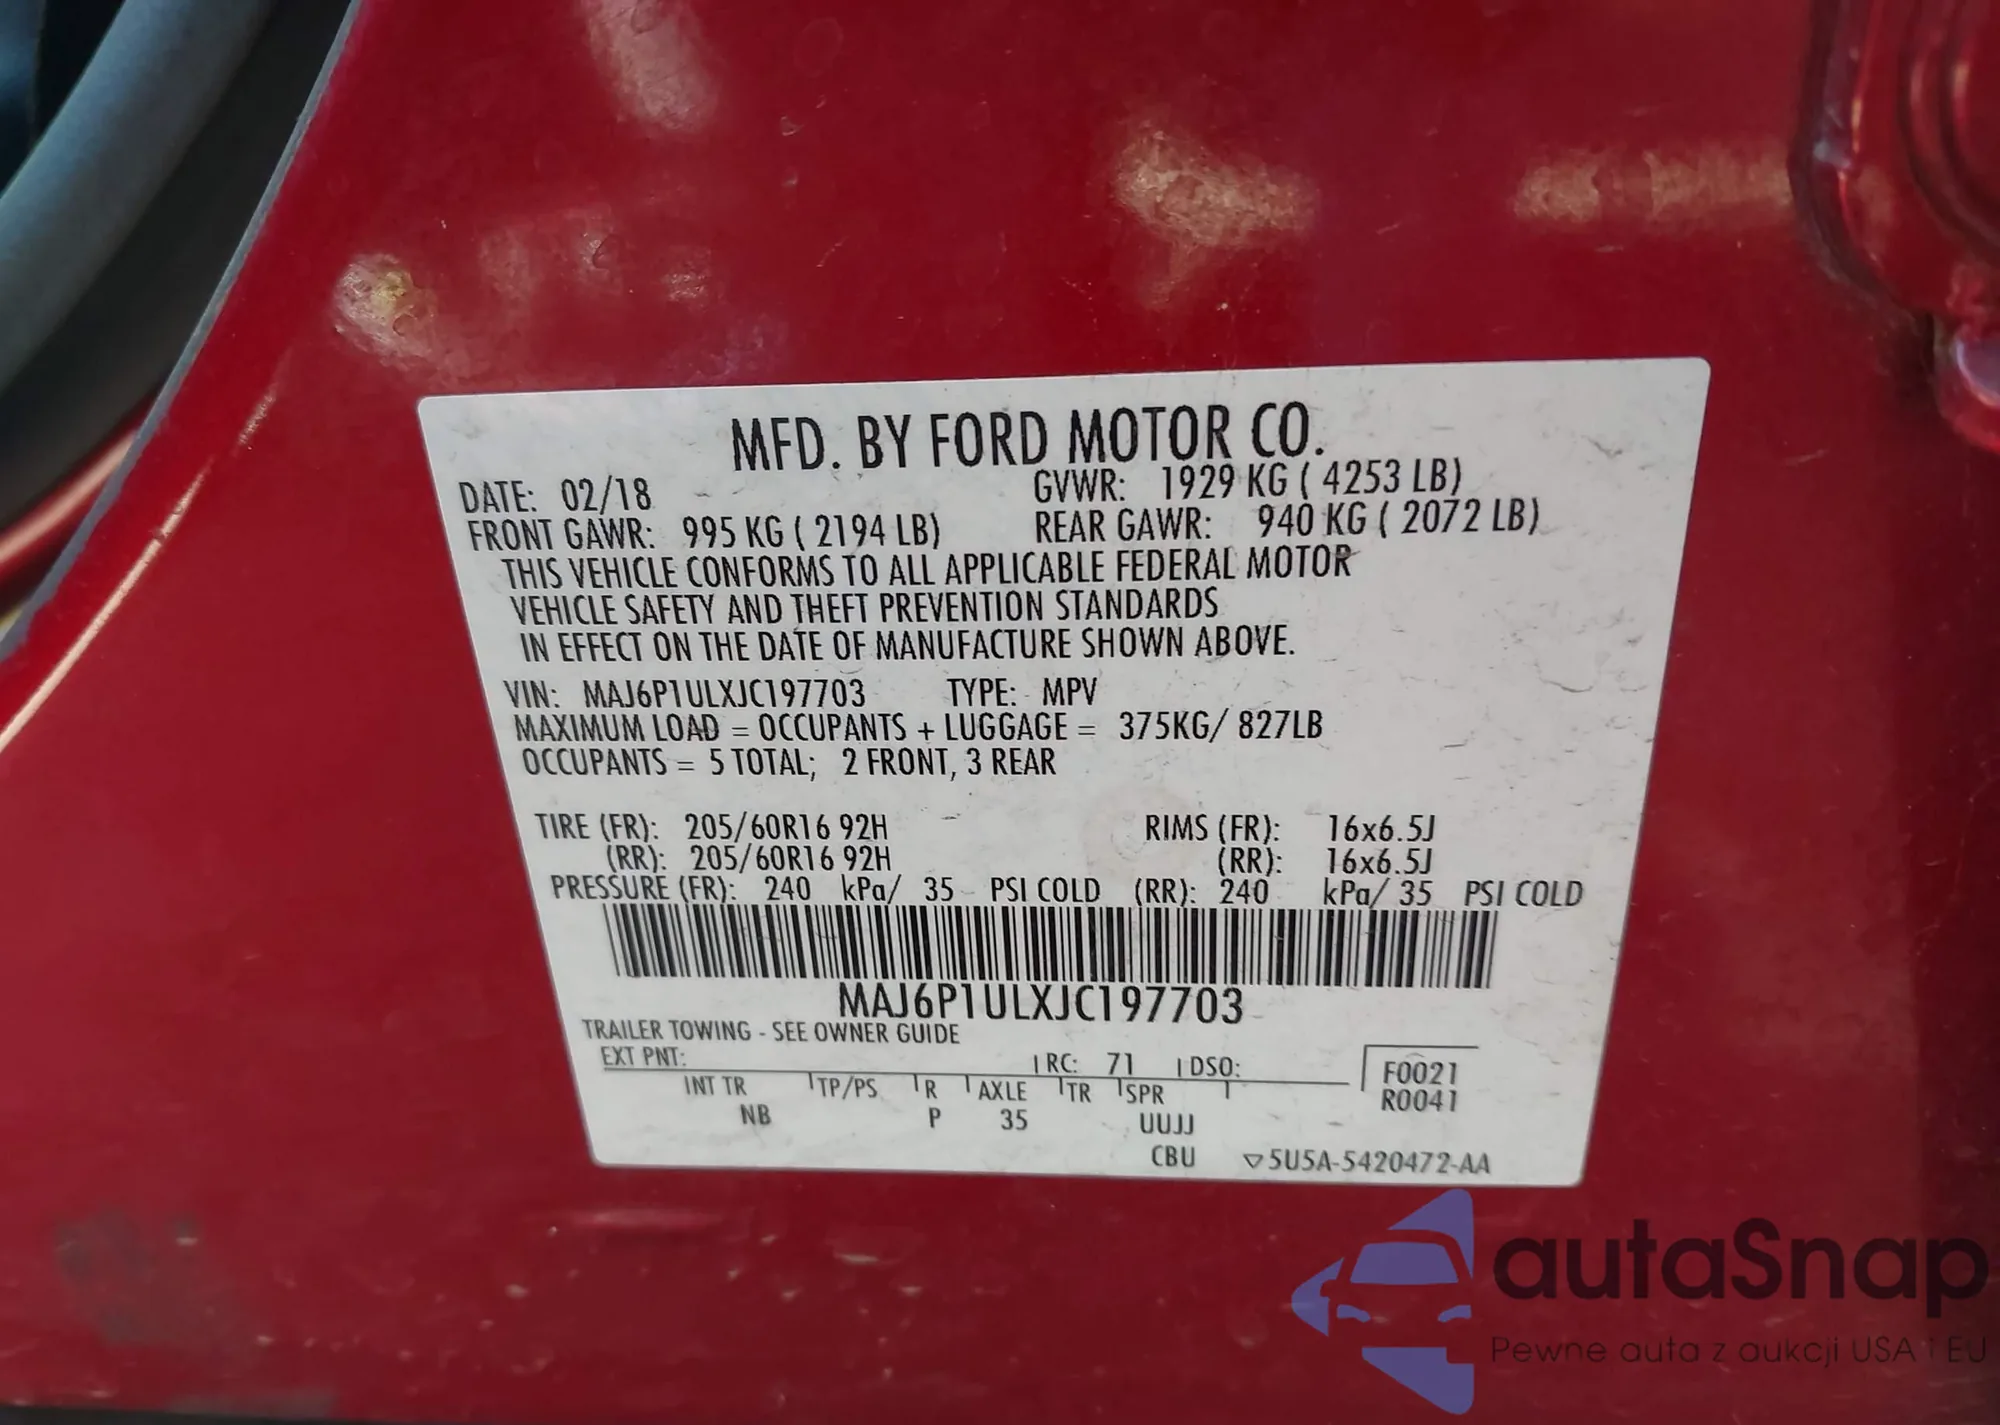 MFD. BY FORD MOTOR CO.
DATE: 02/18 GVWR: 1929 KG ( 4253 LB)
FRONT GAWR: 995 KG ( 2194 LB) REAR GAWR: 940 KG ( 2072 LB)
THIS VEHICLE CONFORMS TO ALL APPLICABLE FEDERAL MOTOR
VEHICLE SAFETY AND THEFT PREVENTION STANDARDS
IN EFFECT ON THE DATE OF MANUFACTURE SHOWN ABOVE.
VIN: MAJ6P1ULXJC197703 TYPE: MPV
MAXIMUM LOAD = OCCUPANTS + LUGGAGE = 375KG/ 827LB
OCCUPANTS = 5 TOTAL; 2 FRONT, 3 REAR
TIRE (FR): 205/60R16 92H RIMS (FR): 16x6.5J
(RR): 205/60R16 92H (RR): 16x6.5J
PRESSURE (FR): 240 kPa/ 35 PSI COLD (RR): 240 kPa/ 35 PSI COLD
MAJ6P1ULXJC197703
TRAILER TOWING - SEE OWNER GUIDE
EXT PNT: RC: 71 DSO: F0021
INT TR TP/PS R AXLE TR SPR R0041
NB P 35 UUJJ
CBU ▽5U5A-5420472-AA
autaSnap
Pewne auta z aukcji USA i EU